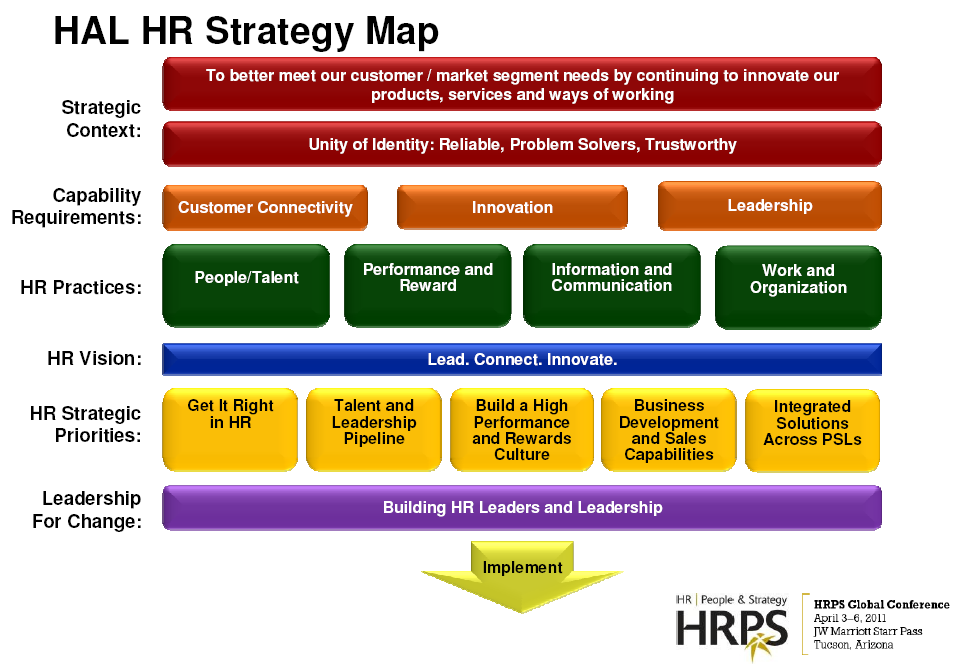 HAL HR Strategy Map
Strategic
Context:
To better meet our customer / market segment needs by continuing to innovate our
products, services and ways of working
Unity of Identity: Reliable, Problem Solvers, Trustworthy
Capability
Requirements:
Customer Connectivity
Innovation
Leadership
HR Practices:
People/Talent
Performance and
Reward
Information and
Communication
Work and
Organization
HR Vision:
Lead. Connect. Innovate.
HR Strategic
Priorities:
Get It Right
in HR
Talent and
Leadership
Pipeline
Build a High
Performance
and Rewards
Culture
Business
Development
and Sales
Capabilities
Integrated
Solutions
Across PSLs
Leadership
For Change:
Building HR Leaders and Leadership
Implement
HR | People & Strategy
HRPS
HRPS Global Conference
April 3–6, 2011
JW Marriott Starr Pass
Tucson, Arizona